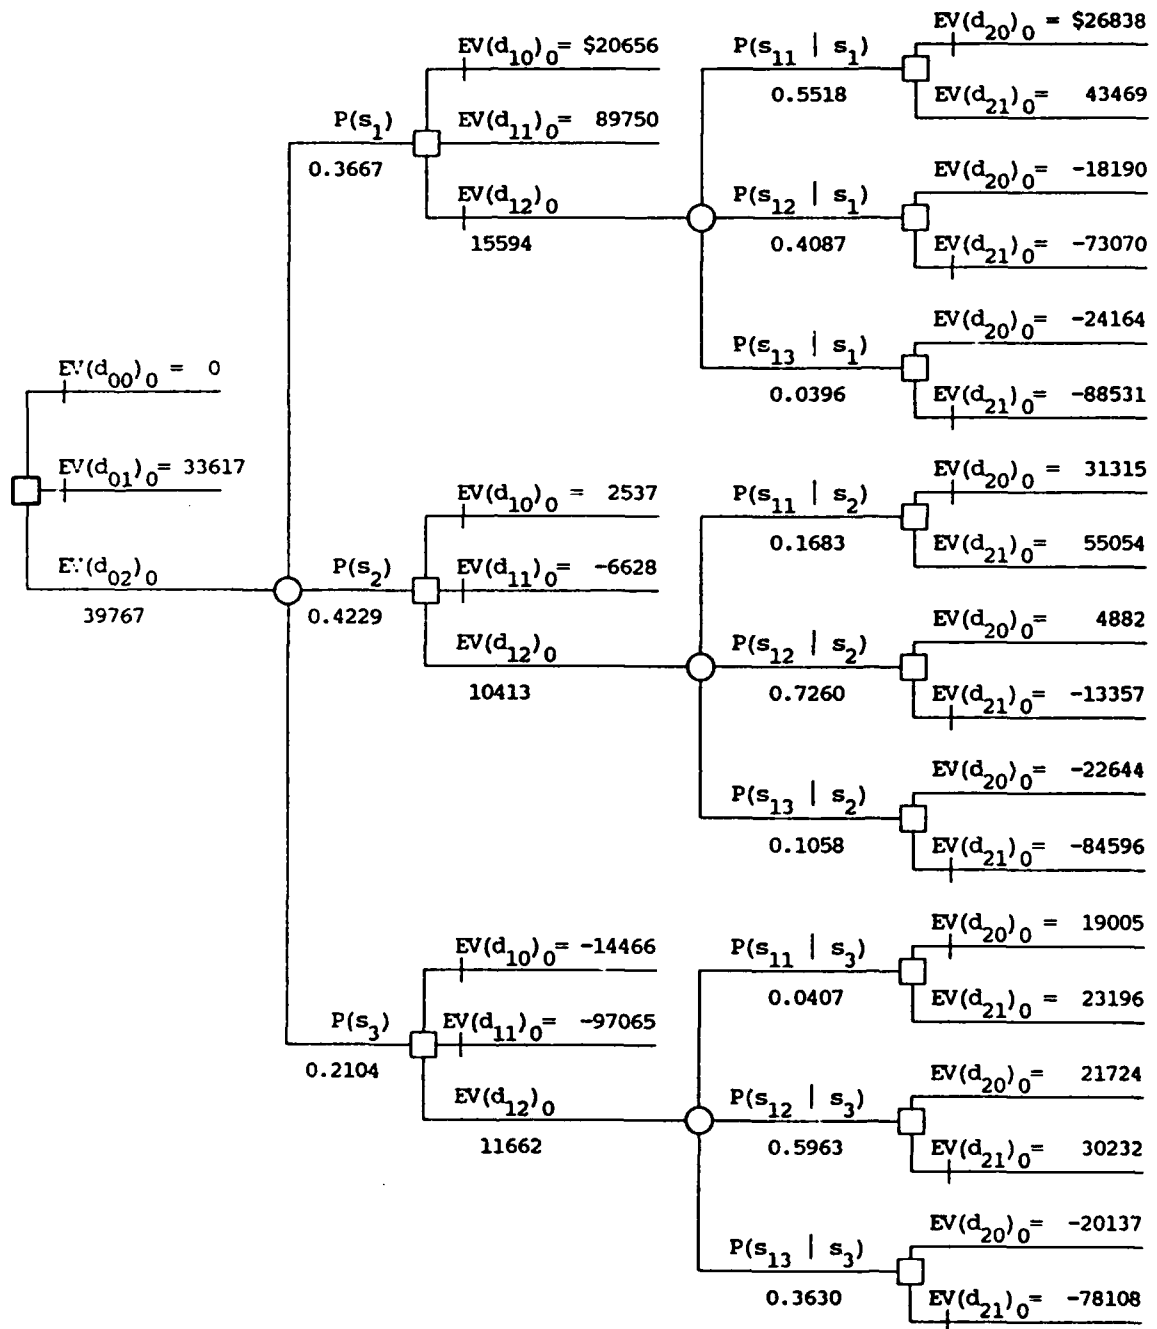 EV(d₁₀)₀= $20656
P(s₁)
EV(d₁₁)₀= 89750
0.3667
EV(d₁₂)₀
15594
P(s₁₁ | s₁)
0.5518
EV(d₂₀)₀ = $26838
EV(d₂₁)₀= 43469
P(s₁₂ | s₁)
0.4087
EV(d₂₀)₀= -18190
EV(d₂₁)₀= -73070
P(s₁₃ | s₁)
0.0396
EV(d₂₀)₀= -24164
EV(d₂₁)₀= -88531
EV(d₀₀)₀ = 0
EV(d₀₁)₀= 33617
EV(d₀₂)₀
39767
P(s₂)
0.4229
EV(d₁₀)₀ = 2537
EV(d₁₁)₀= -6628
EV(d₁₂)₀
10413
P(s₁₁ | s₂)
0.1683
EV(d₂₀)₀= 31315
EV(d₂₁)₀= 55054
P(s₁₂ | s₂)
0.7260
EV(d₂₀)₀= 4882
EV(d₂₁)₀= -13357
P(s₁₃ | s₂)
0.1058
EV(d₂₀)₀= -22644
EV(d₂₁)₀= -84596
P(s₃)
0.2104
EV(d₁₀)₀= -14466
EV(d₁₁)₀= -97065
EV(d₁₂)₀
11662
P(s₁₁ | s₃)
0.0407
EV(d₂₀)₀ = 19005
EV(d₂₁)₀ = 23196
P(s₁₂ | s₃)
0.5963
EV(d₂₀)₀= 21724
EV(d₂₁)₀= 30232
P(s₁₃ | s₃)
0.3630
EV(d₂₀)₀= -20137
EV(d₂₁)₀= -78108